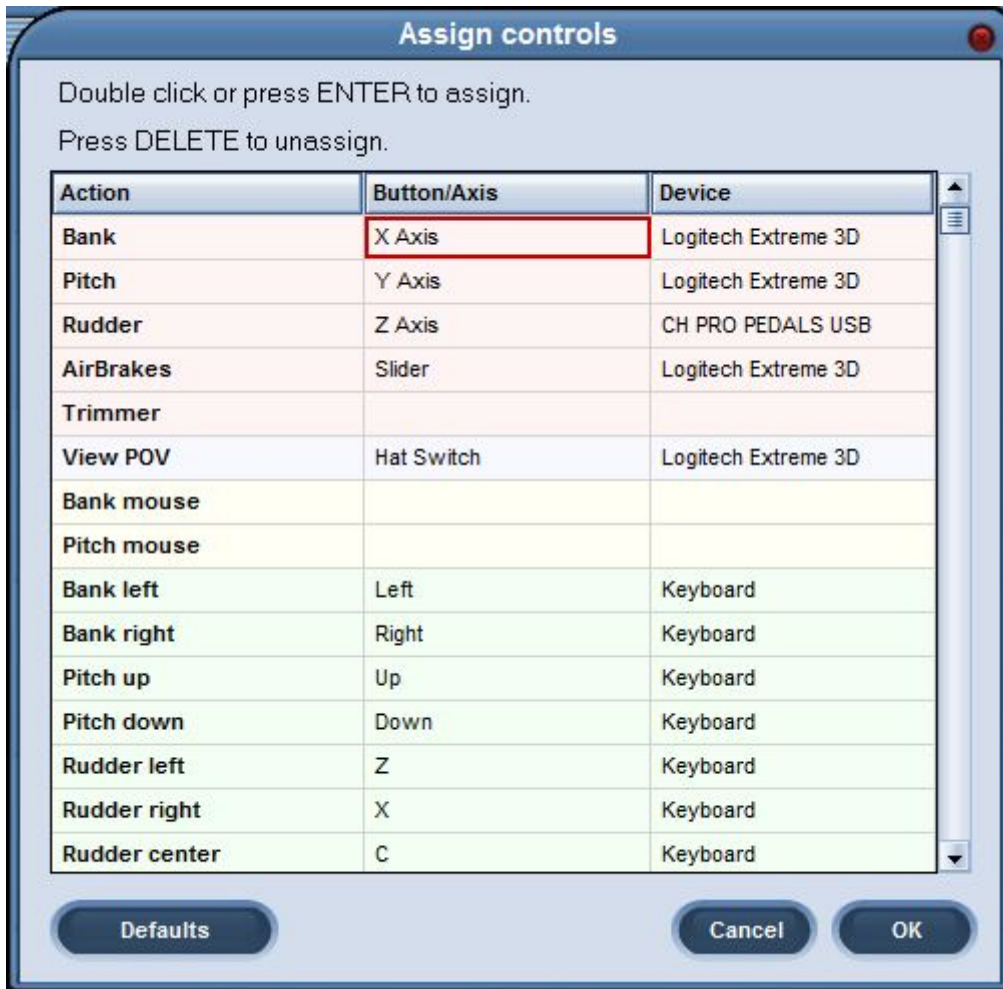 Assign controls
Double click or press ENTER to assign.
Press DELETE to unassign.
Action Button/Axis Device
Bank X Axis Logitech Extreme 3D
Pitch Y Axis Logitech Extreme 3D
Rudder Z Axis CH PRO PEDALS USB
AirBrakes Slider Logitech Extreme 3D
Trimmer
View POV Hat Switch Logitech Extreme 3D
Bank mouse
Pitch mouse
Bank left Left Keyboard
Bank right Right Keyboard
Pitch up Up Keyboard
Pitch down Down Keyboard
Rudder left Z Keyboard
Rudder right X Keyboard
Rudder center C Keyboard
Defaults Cancel OK